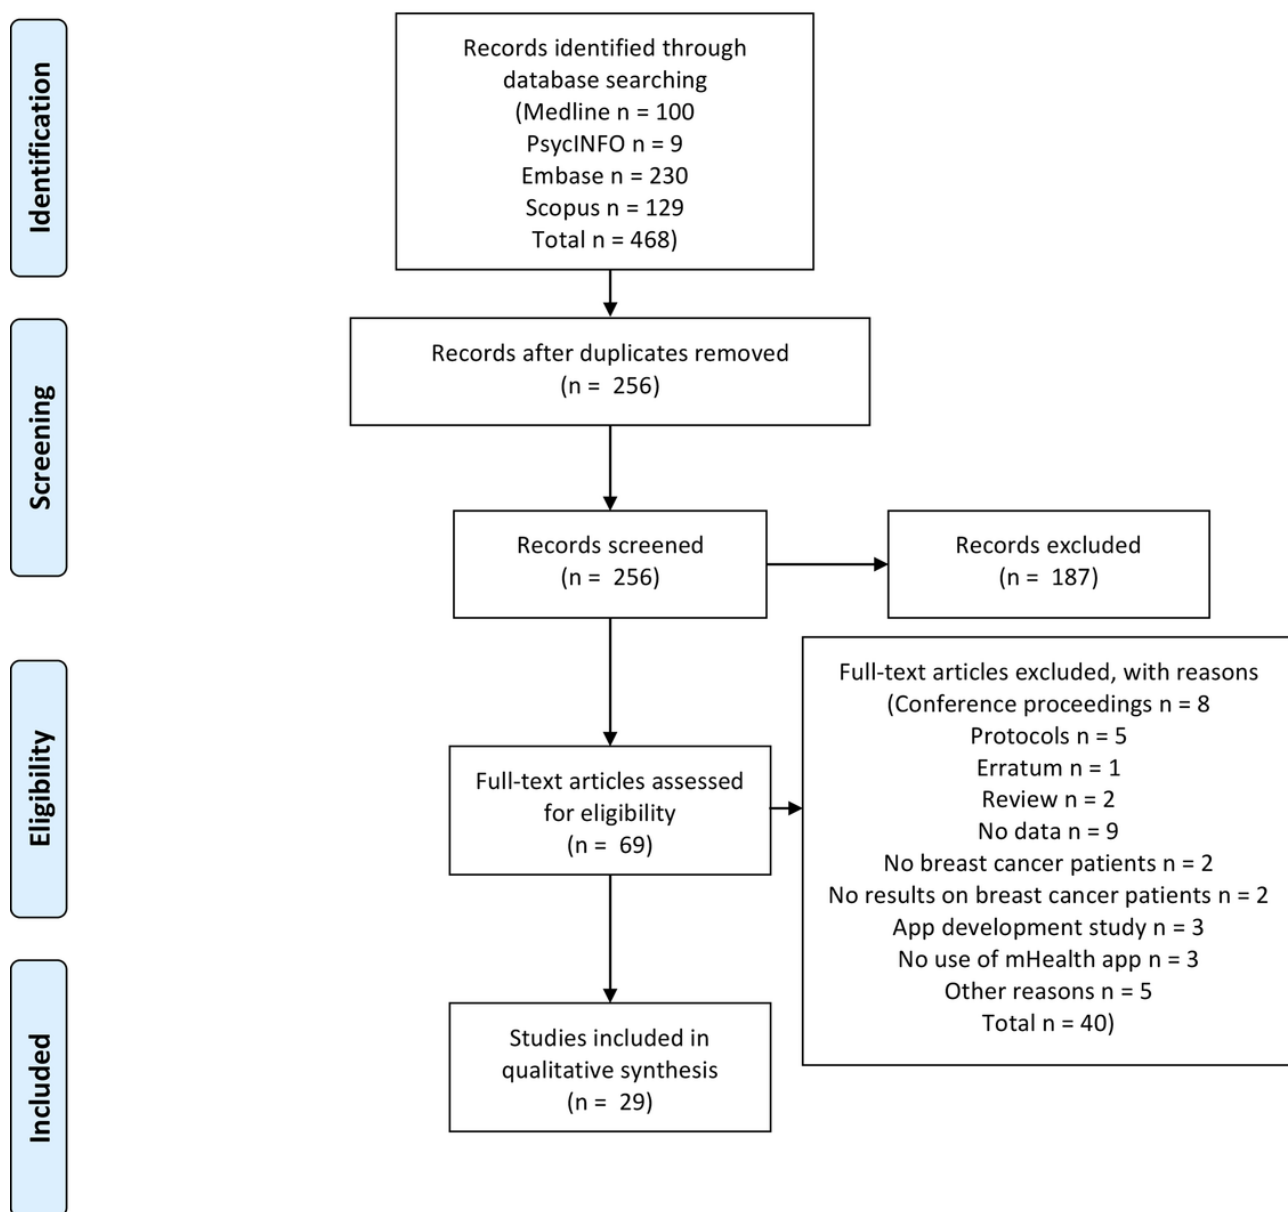 Identification
Records identified through
database searching
(Medline n = 100
PsycINFO n = 9
Embase n = 230
Scopus n = 129
Total n = 468)
Screening
Records after duplicates removed
(n = 256)
Records screened
(n = 256)
Records excluded
(n = 187)
Eligibility
Full-text articles assessed
for eligibility
(n = 69)
Full-text articles excluded, with reasons
(Conference proceedings n = 8
Protocols n = 5
Erratum n = 1
Review n = 2
No data n = 9
No breast cancer patients n = 2
No results on breast cancer patients n = 2
App development study n = 3
No use of mHealth app n = 3
Other reasons n = 5
Total n = 40)
Included
Studies included in
qualitative synthesis
(n = 29)